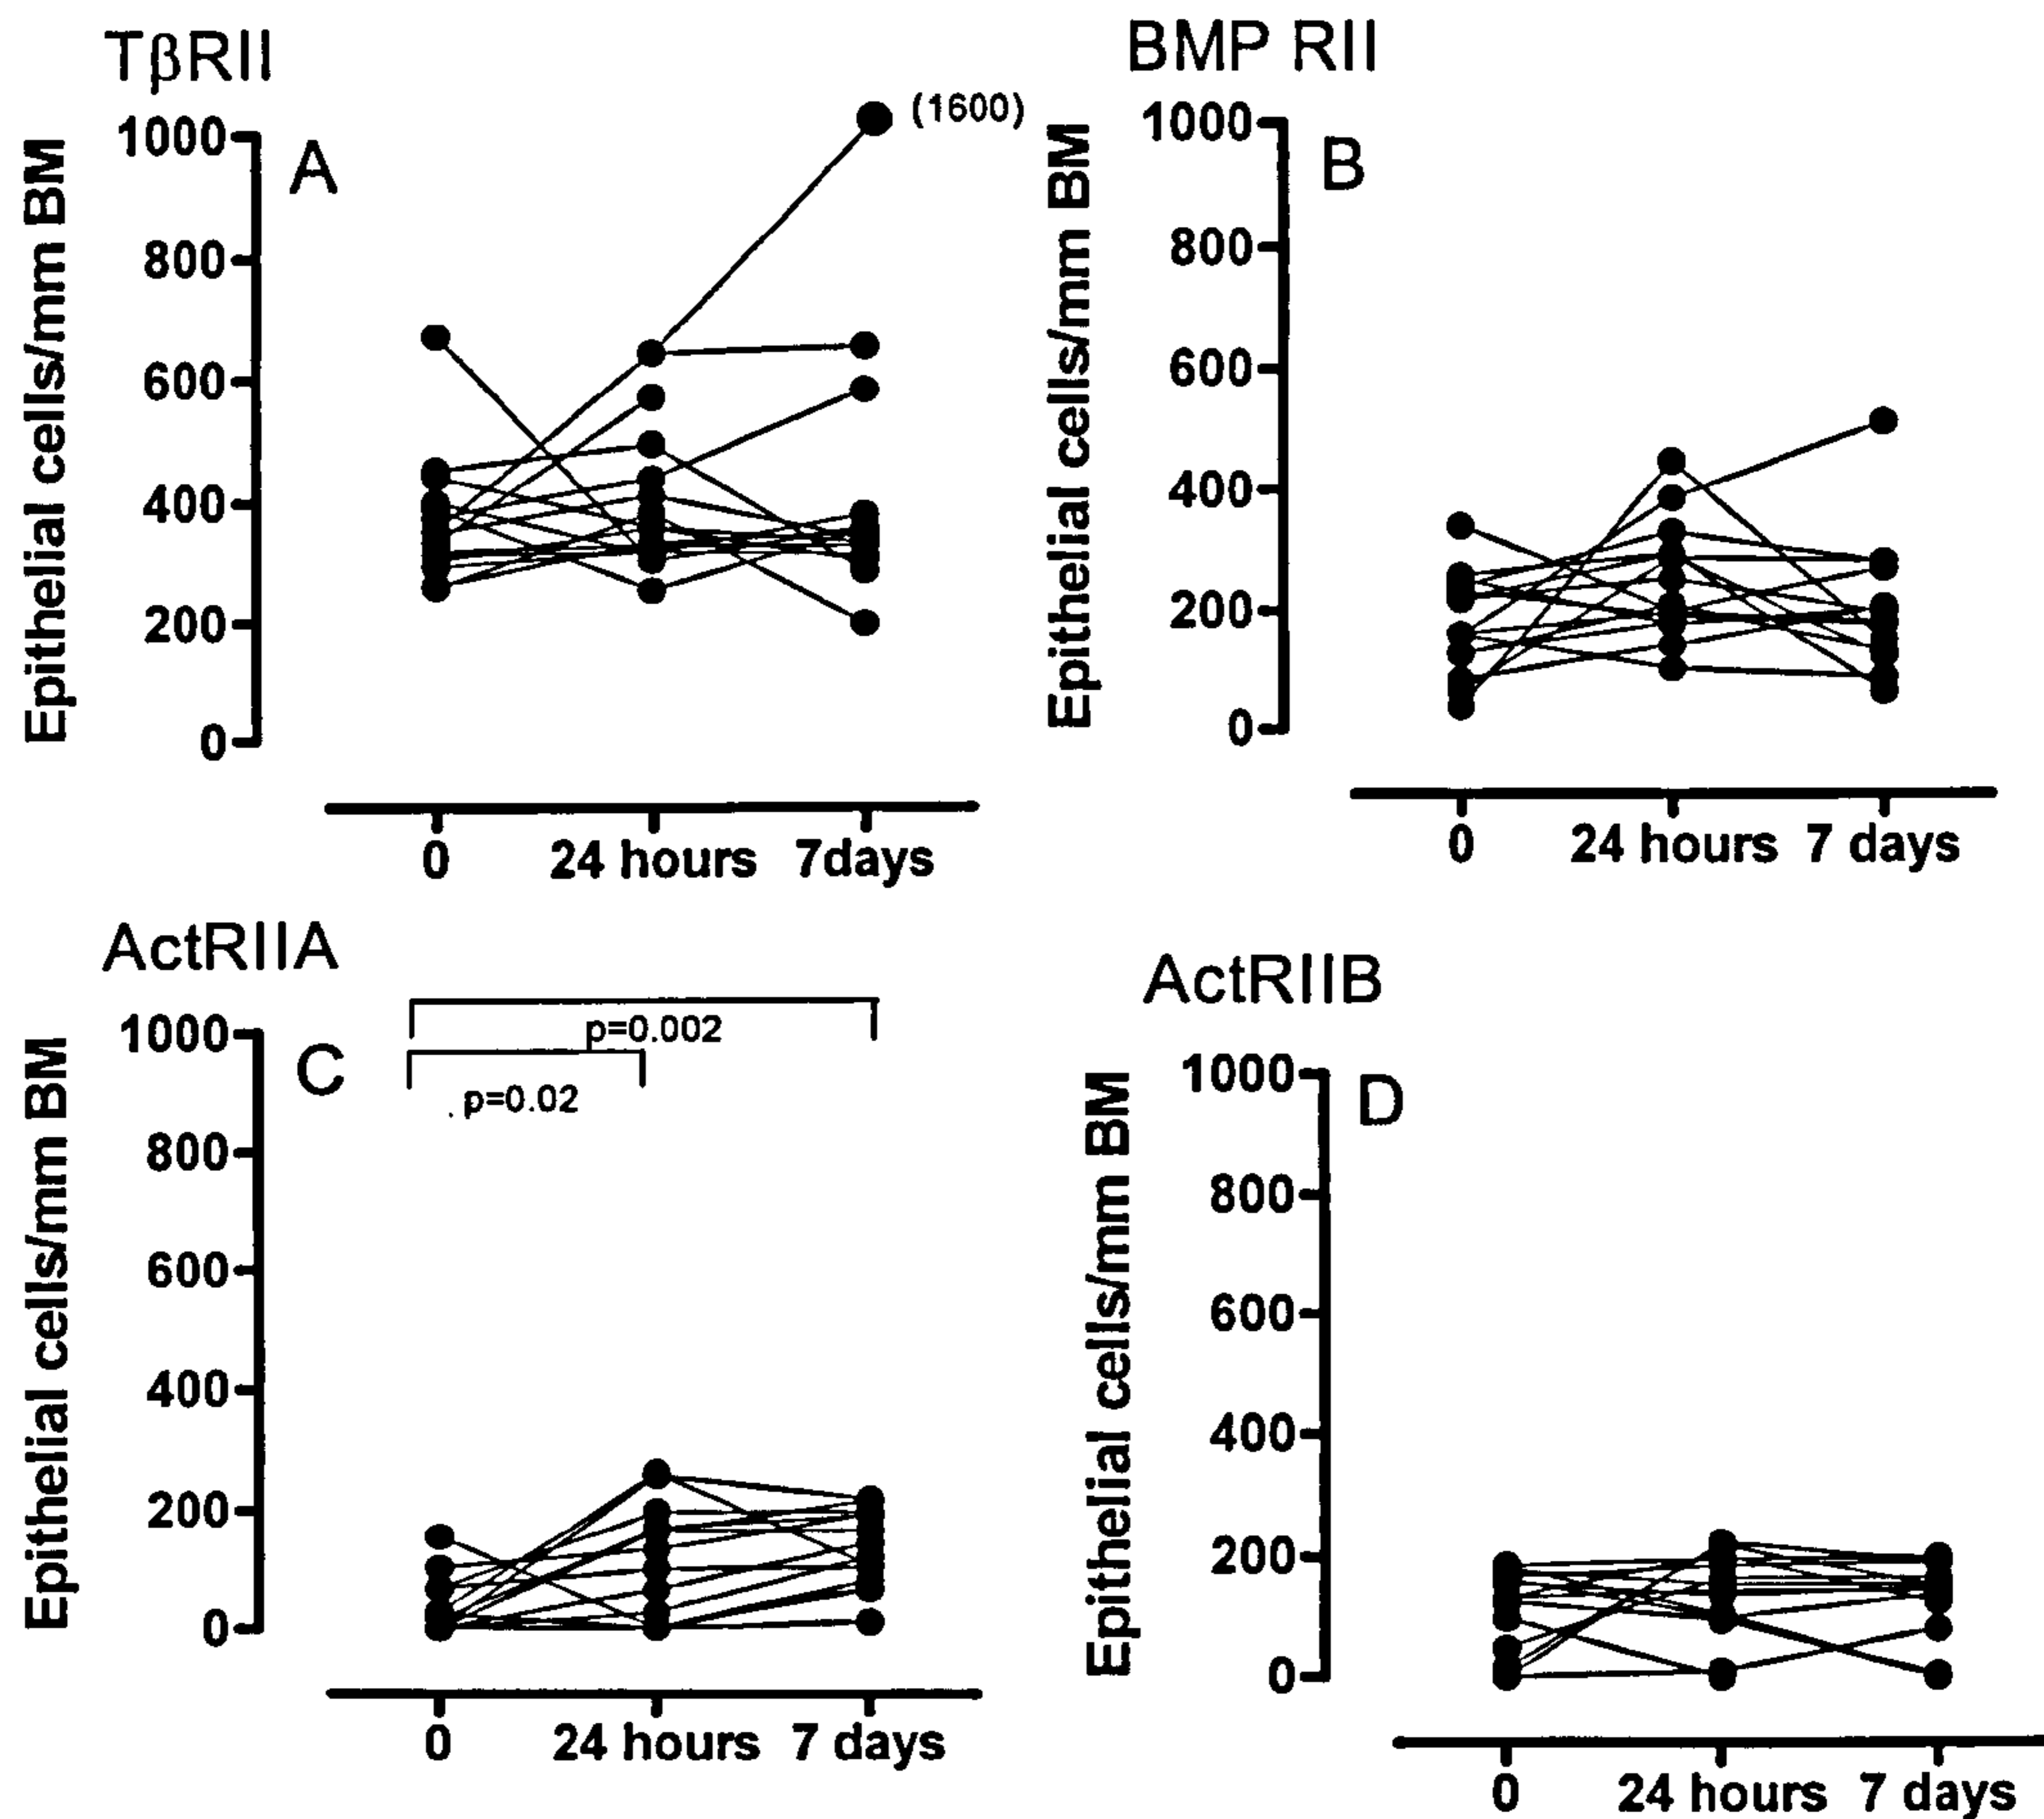 TβRII
Epithelial cells/mm BM
1000
800
600
400
200
0
A
(1600)
0
24 hours
7days
BMP RII
Epithelial cells/mm BM
1000
800
600
400
200
0
B
0
24 hours
7 days
ActRIIA
Epithelial cells/mm BM
1000
800
600
400
200
0
C
p=0.002
p=0.02
0
24 hours
7 days
ActRIIB
Epithelial cells/mm BM
1000
800
600
400
200
0
D
0
24 hours
7 days